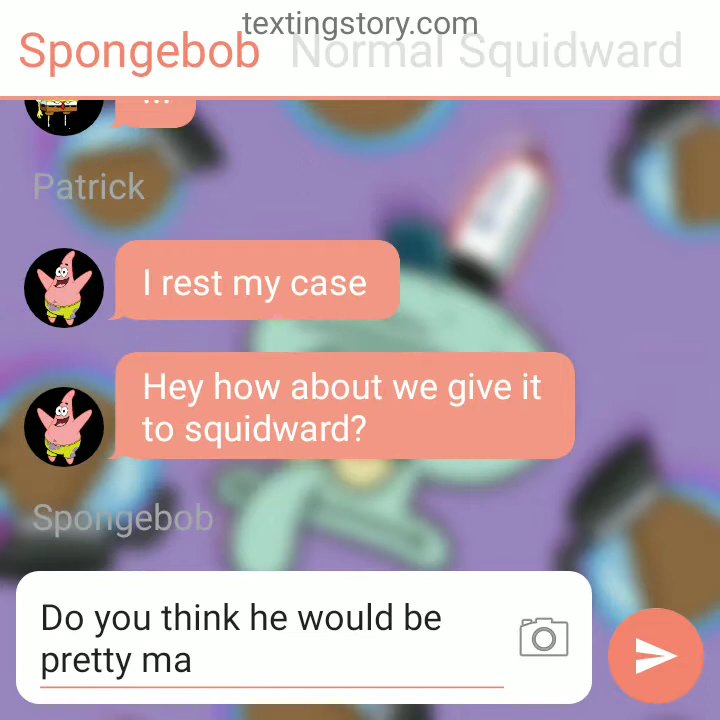 textingstory.com
Spongebob Normal Squidward
...
Patrick
I rest my case
Hey how about we give it
to squidward?
Spongebob
Do you think he would be
pretty ma